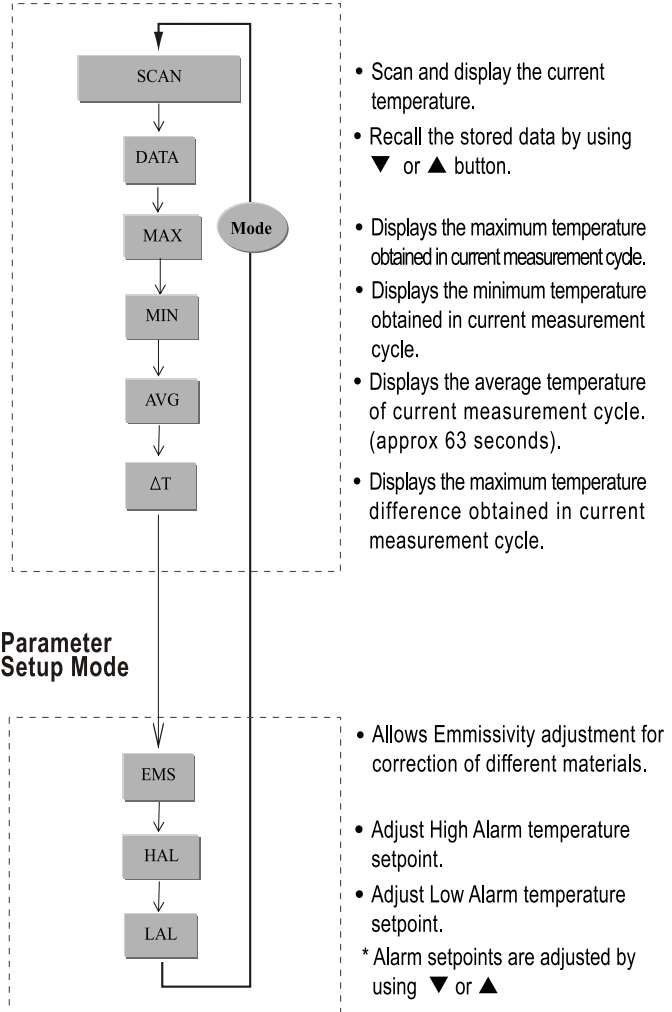 SCAN
• Scan and display the current
temperature.
DATA
• Recall the stored data by using
▼ or ▲ button.
MAX
Mode
• Displays the maximum temperature
obtained in current measurement cycle.
MIN
• Displays the minimum temperature
obtained in current measurement
cycle.
AVG
• Displays the average temperature
of current measurement cycle.
(approx 63 seconds).
ΔT
• Displays the maximum temperature
difference obtained in current
measurement cycle.
Parameter
Setup Mode
EMS
• Allows Emmissivity adjustment for
correction of different materials.
HAL
• Adjust High Alarm temperature
setpoint.
LAL
• Adjust Low Alarm temperature
setpoint.
* Alarm setpoints are adjusted by
using ▼ or ▲